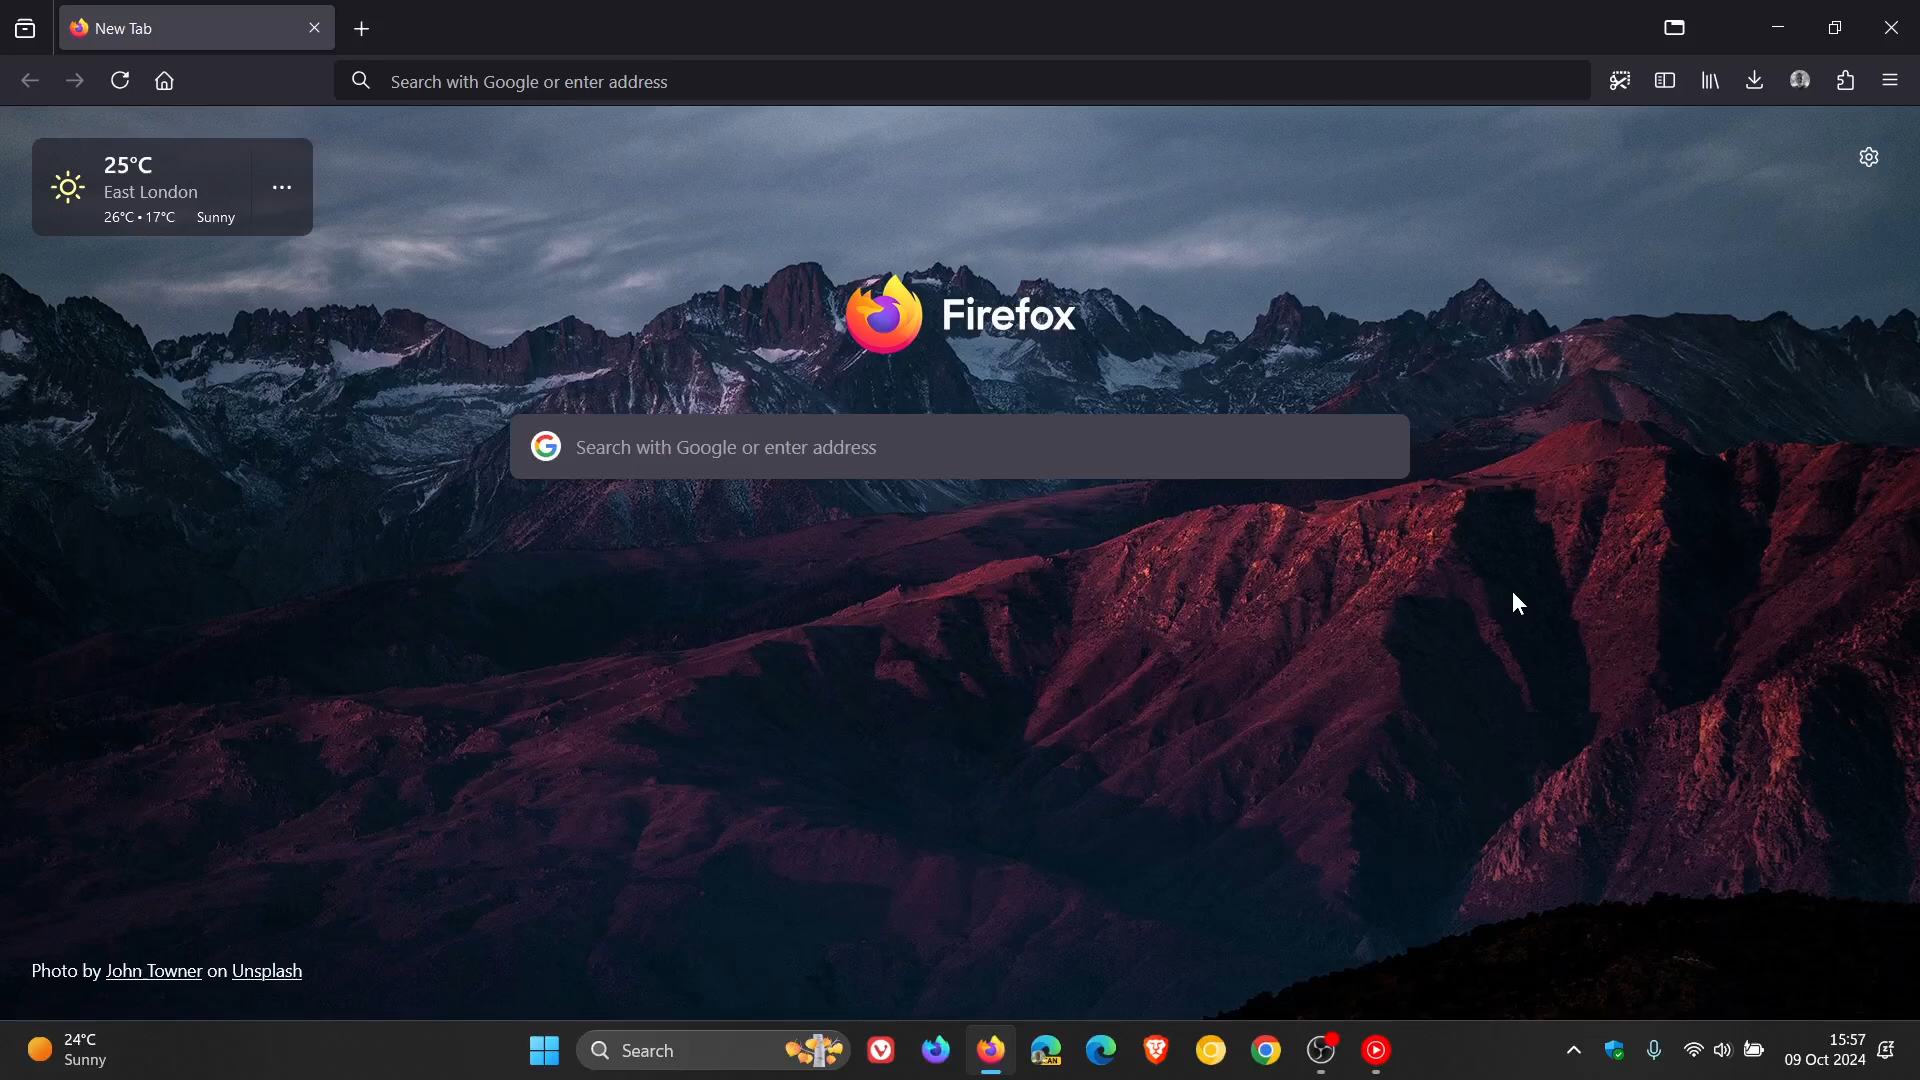 New Tab
Search with Google or enter address
25°C
East London
26°C • 17°C Sunny
Firefox
Search with Google or enter address
Photo by John Towner on Unsplash
24°C
Sunny
Search
CAN
15:57
09 Oct 2024